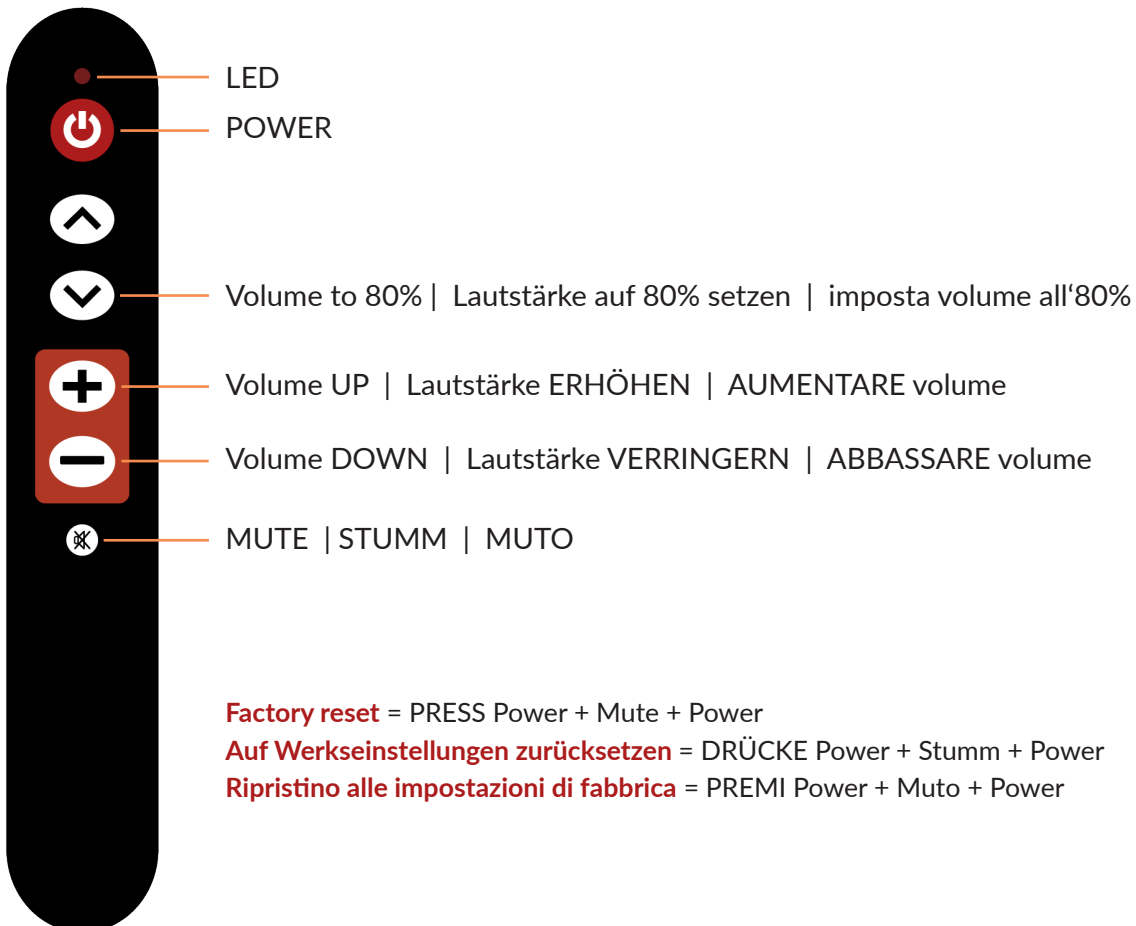 LED
POWER
Volume to 80% | Lautstärke auf 80% setzen | imposta volume all‘80%
Volume UP | Lautstärke ERHÖHEN | AUMENTARE volume
Volume DOWN | Lautstärke VERRINGERN | ABBASSARE volume
MUTE | STUMM | MUTO
Factory reset = PRESS Power + Mute + Power
Auf Werkseinstellungen zurücksetzen = DRÜCKE Power + Stumm + Power
Ripristino alle impostazioni di fabbrica = PREMI Power + Muto + Power